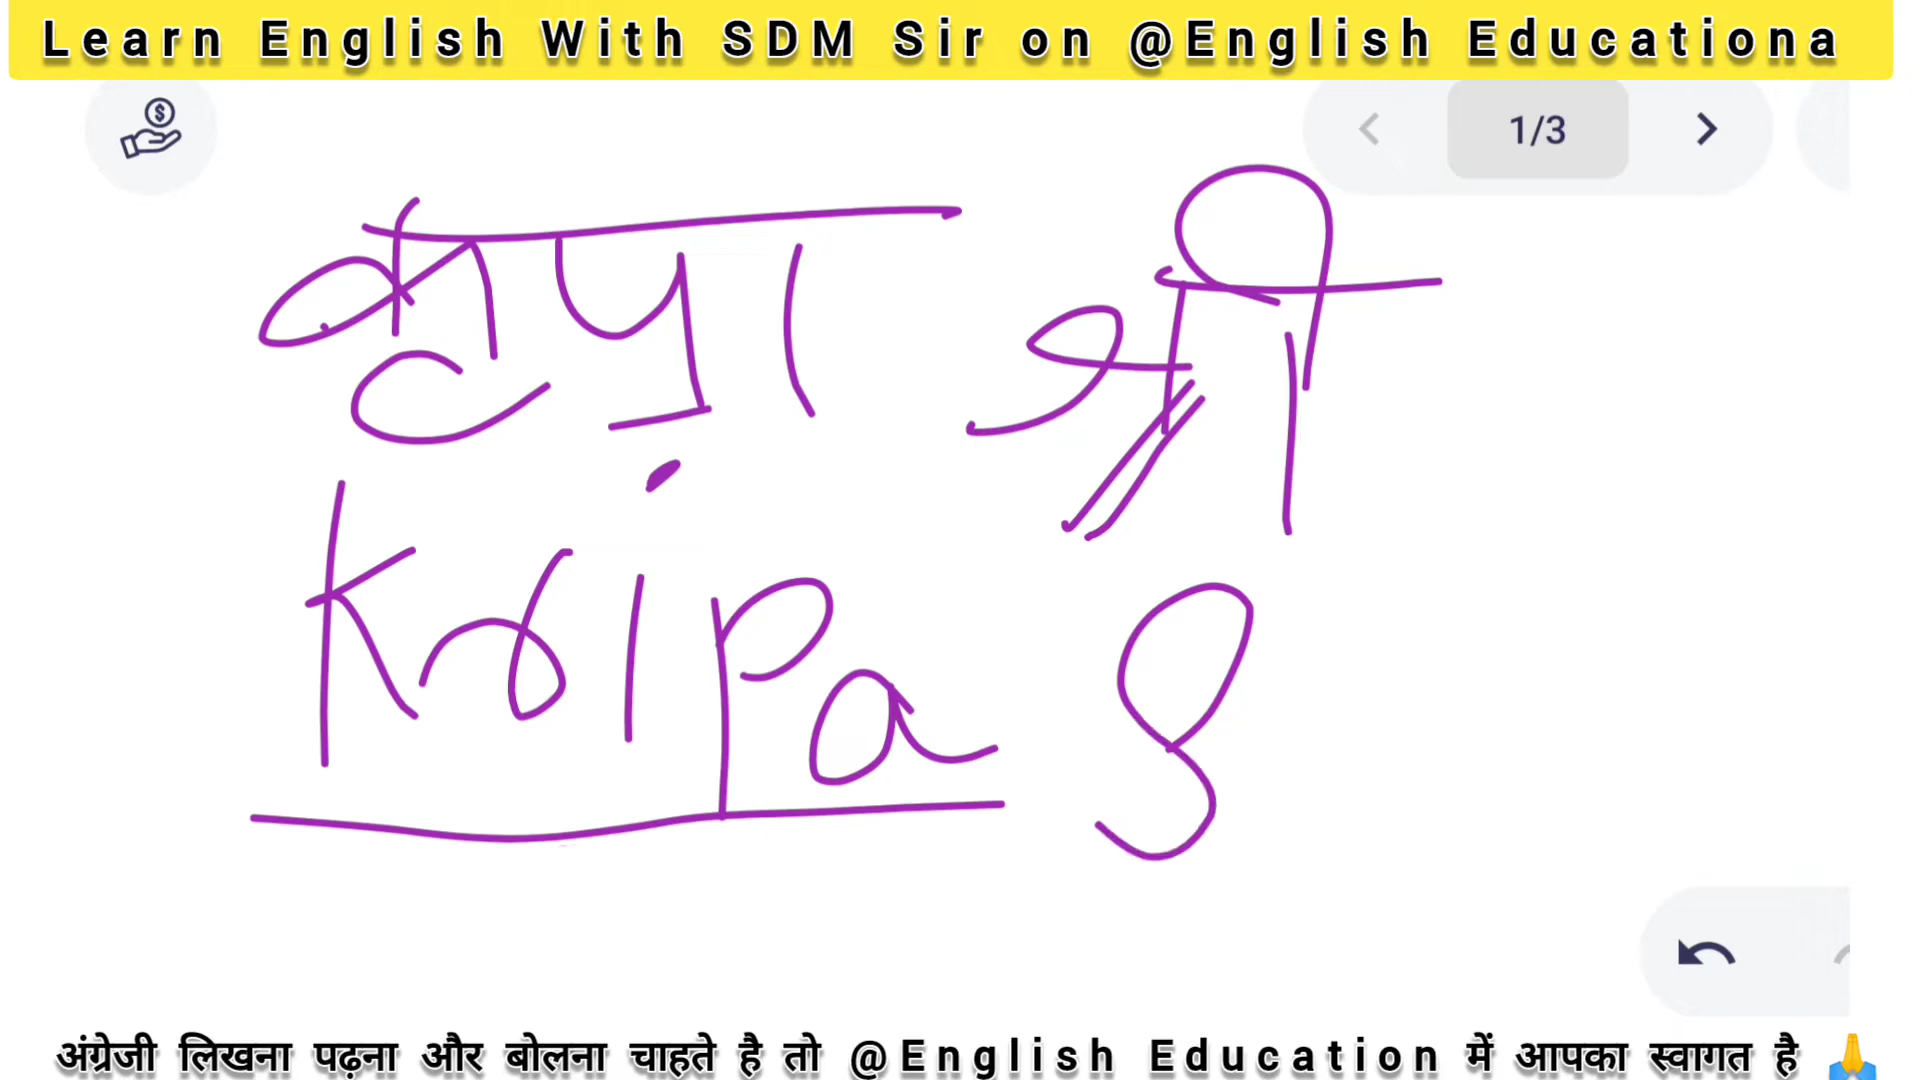 Learn English With SDM Sir on @English Educationa
1/3
कृपा श्री
Kripa S
अंग्रेजी लिखना पढ़ना और बोलना चाहते है तो @English Education में आपका स्वागत है 🙏